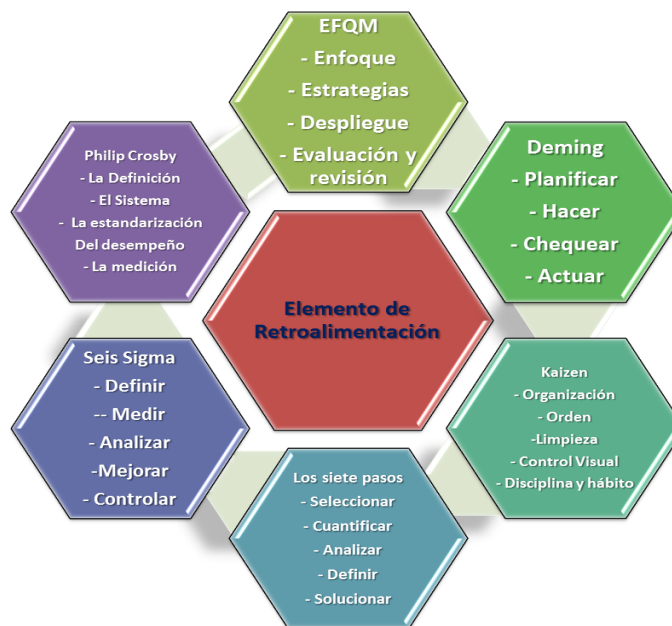 EFQM
- Enfoque
- Estrategias
- Despliegue
- Evaluación y
revisión
Deming
- Planificar
- Hacer
- Chequear
- Actuar
Kaizen
- Organización
- Orden
-Limpieza
- Control Visual
- Disciplina y hábito
Los siete pasos
- Seleccionar
- Cuantificar
- Analizar
- Definir
- Solucionar
Seis Sigma
- Definir
-- Medir
- Analizar
-Mejorar
- Controlar
Philip Crosby
- La Definición
- El Sistema
- La estandarización
Del desempeño
- La medición
Elemento de
Retroalimentación